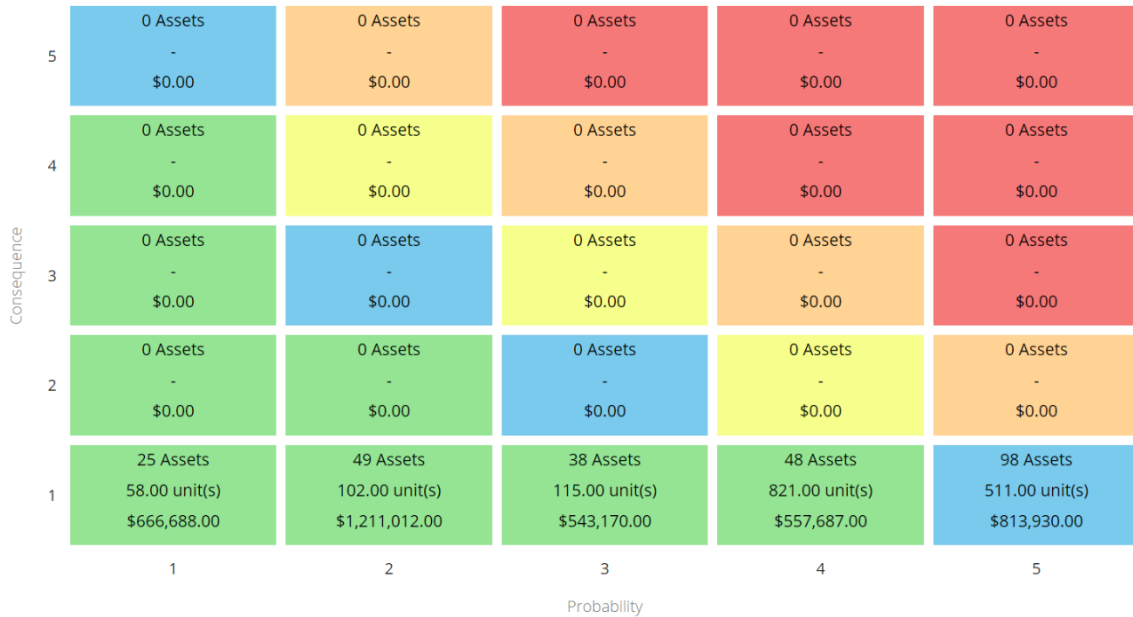 0 Assets 0 Assets 0 Assets 0 Assets 0 Assets
5 - - - - -
$0.00 $0.00 $0.00 $0.00 $0.00
0 Assets 0 Assets 0 Assets 0 Assets 0 Assets
4 - - - - -
$0.00 $0.00 $0.00 $0.00 $0.00
Consequence
0 Assets 0 Assets 0 Assets 0 Assets 0 Assets
3 - - - - -
$0.00 $0.00 $0.00 $0.00 $0.00
0 Assets 0 Assets 0 Assets 0 Assets 0 Assets
2 - - - - -
$0.00 $0.00 $0.00 $0.00 $0.00
25 Assets 49 Assets 38 Assets 48 Assets 98 Assets
1 58.00 unit(s) 102.00 unit(s) 115.00 unit(s) 821.00 unit(s) 511.00 unit(s)
$666,688.00 $1,211,012.00 $543,170.00 $557,687.00 $813,930.00
1 2 3 4 5
Probability